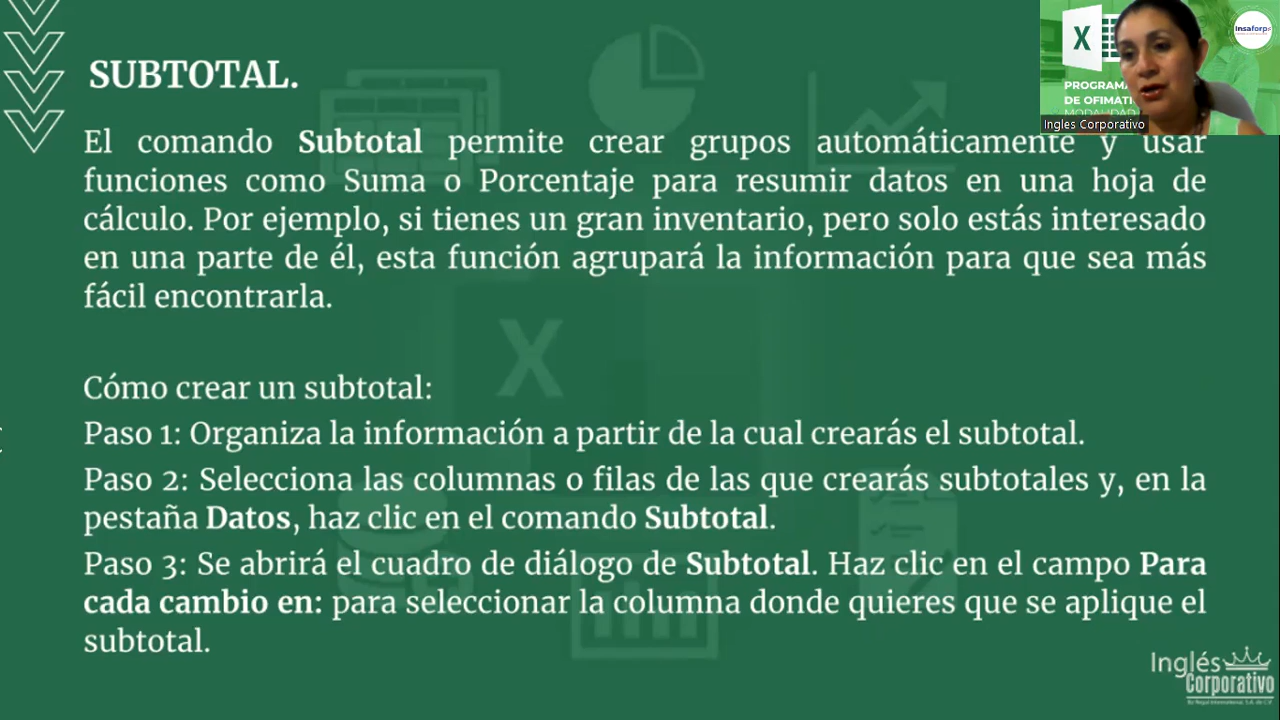 SUBTOTAL.
El comando Subtotal permite crear grupos automáticamente y usar
funciones como Suma o Porcentaje para resumir datos en una hoja de
cálculo. Por ejemplo, si tienes un gran inventario, pero solo estás interesado
en una parte de él, esta función agrupará la información para que sea más
fácil encontrarla.
Cómo crear un subtotal:
Paso 1: Organiza la información a partir de la cual crearás el subtotal.
Paso 2: Selecciona las columnas o filas de las que crearás subtotales y, en la
pestaña Datos, haz clic en el comando Subtotal.
Paso 3: Se abrirá el cuadro de diálogo de Subtotal. Haz clic en el campo Para
cada cambio en: para seleccionar la columna donde quieres que se aplique el
subtotal.
X
X
Insaforp
PROGRAMA
DE OFIMATI
MODALIDAD
Ingles Corporativo
Inglés
Corporativo